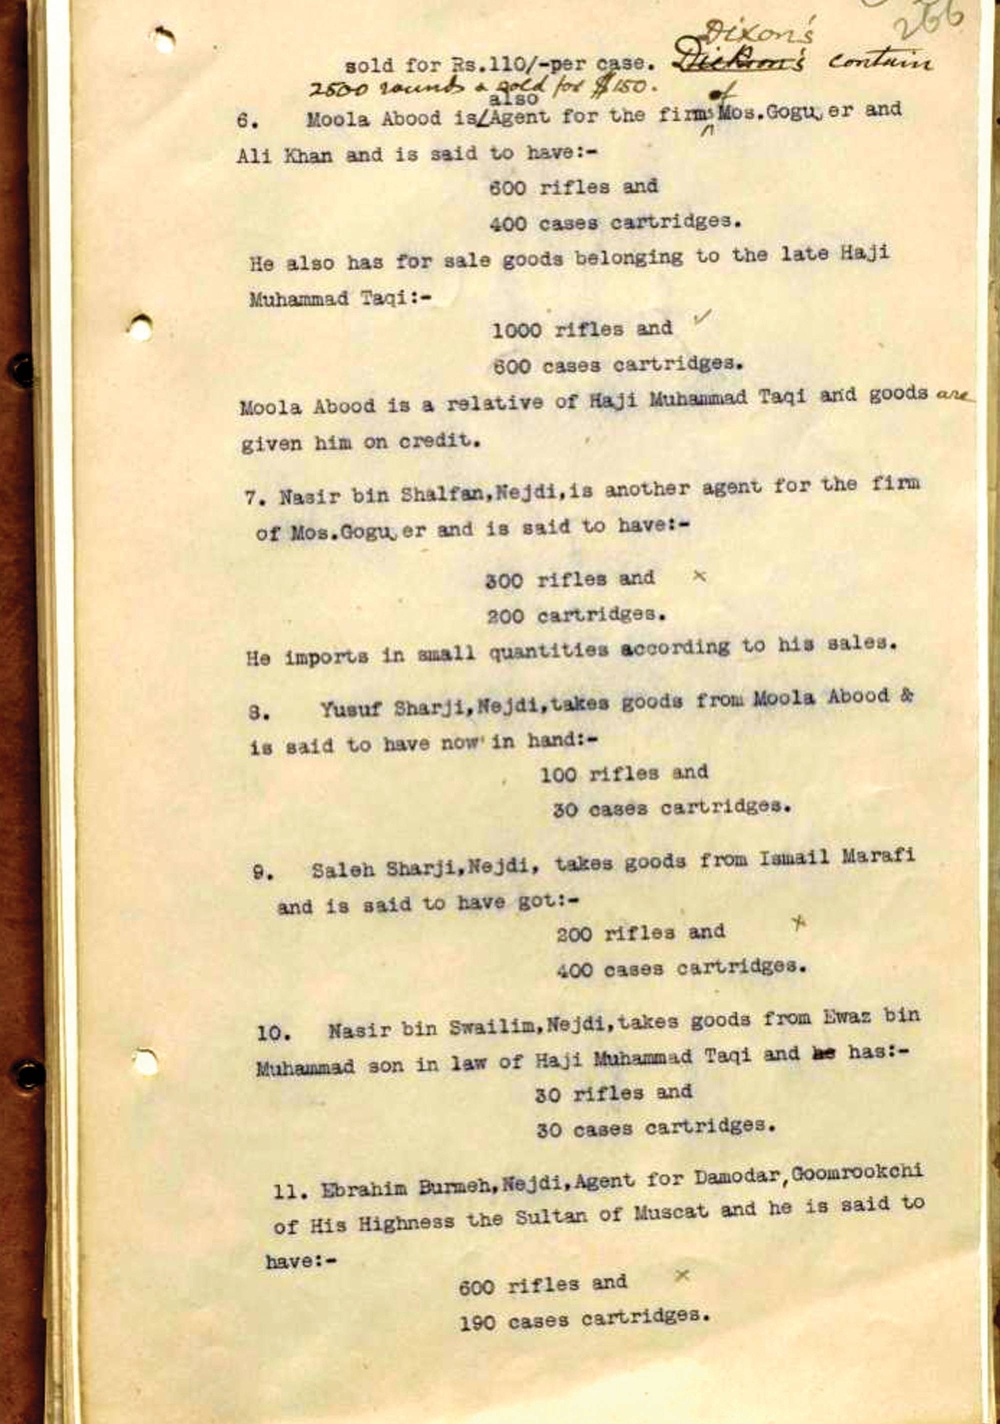 266
Dixon's
sold for Rs.110/-per case. Dickson's contain
2500 rounds & sold for $150.
also of
6. Moola Abood is/Agent for the firms Mos.Gogu,er and
Ali Khan and is said to have:-
600 rifles and
400 cases cartridges.
He also has for sale goods belonging to the late Haji
Muhammad Taqi:-
1000 rifles and ✓
600 cases cartridges.
Moola Abood is a relative of Haji Muhammad Taqi and goods are
given him on credit.
7. Nasir bin Shalfan,Nejdi,is another agent for the firm
of Mos.Gogu,er and is said to have:-
300 rifles and x
200 cartridges.
He imports in small quantities according to his sales.
8. Yusuf Sharji,Nejdi,takes goods from Moola Abood &
is said to have now in hand:-
100 rifles and
30 cases cartridges.
9. Saleh Sharji,Nejdi, takes goods from Ismail Marafi
and is said to have got:-
200 rifles and x
400 cases cartridges.
10. Nasir bin Swailim,Nejdi,takes goods from Ewaz bin
Muhammad son in law of Haji Muhammad Taqi and he has:-
30 rifles and
30 cases cartridges.
11. Ebrahim Burmeh,Nejdi,Agent for Damodar,Goomrookchi
of His Highness the Sultan of Muscat and he is said to
have:-
600 rifles and x
190 cases cartridges.